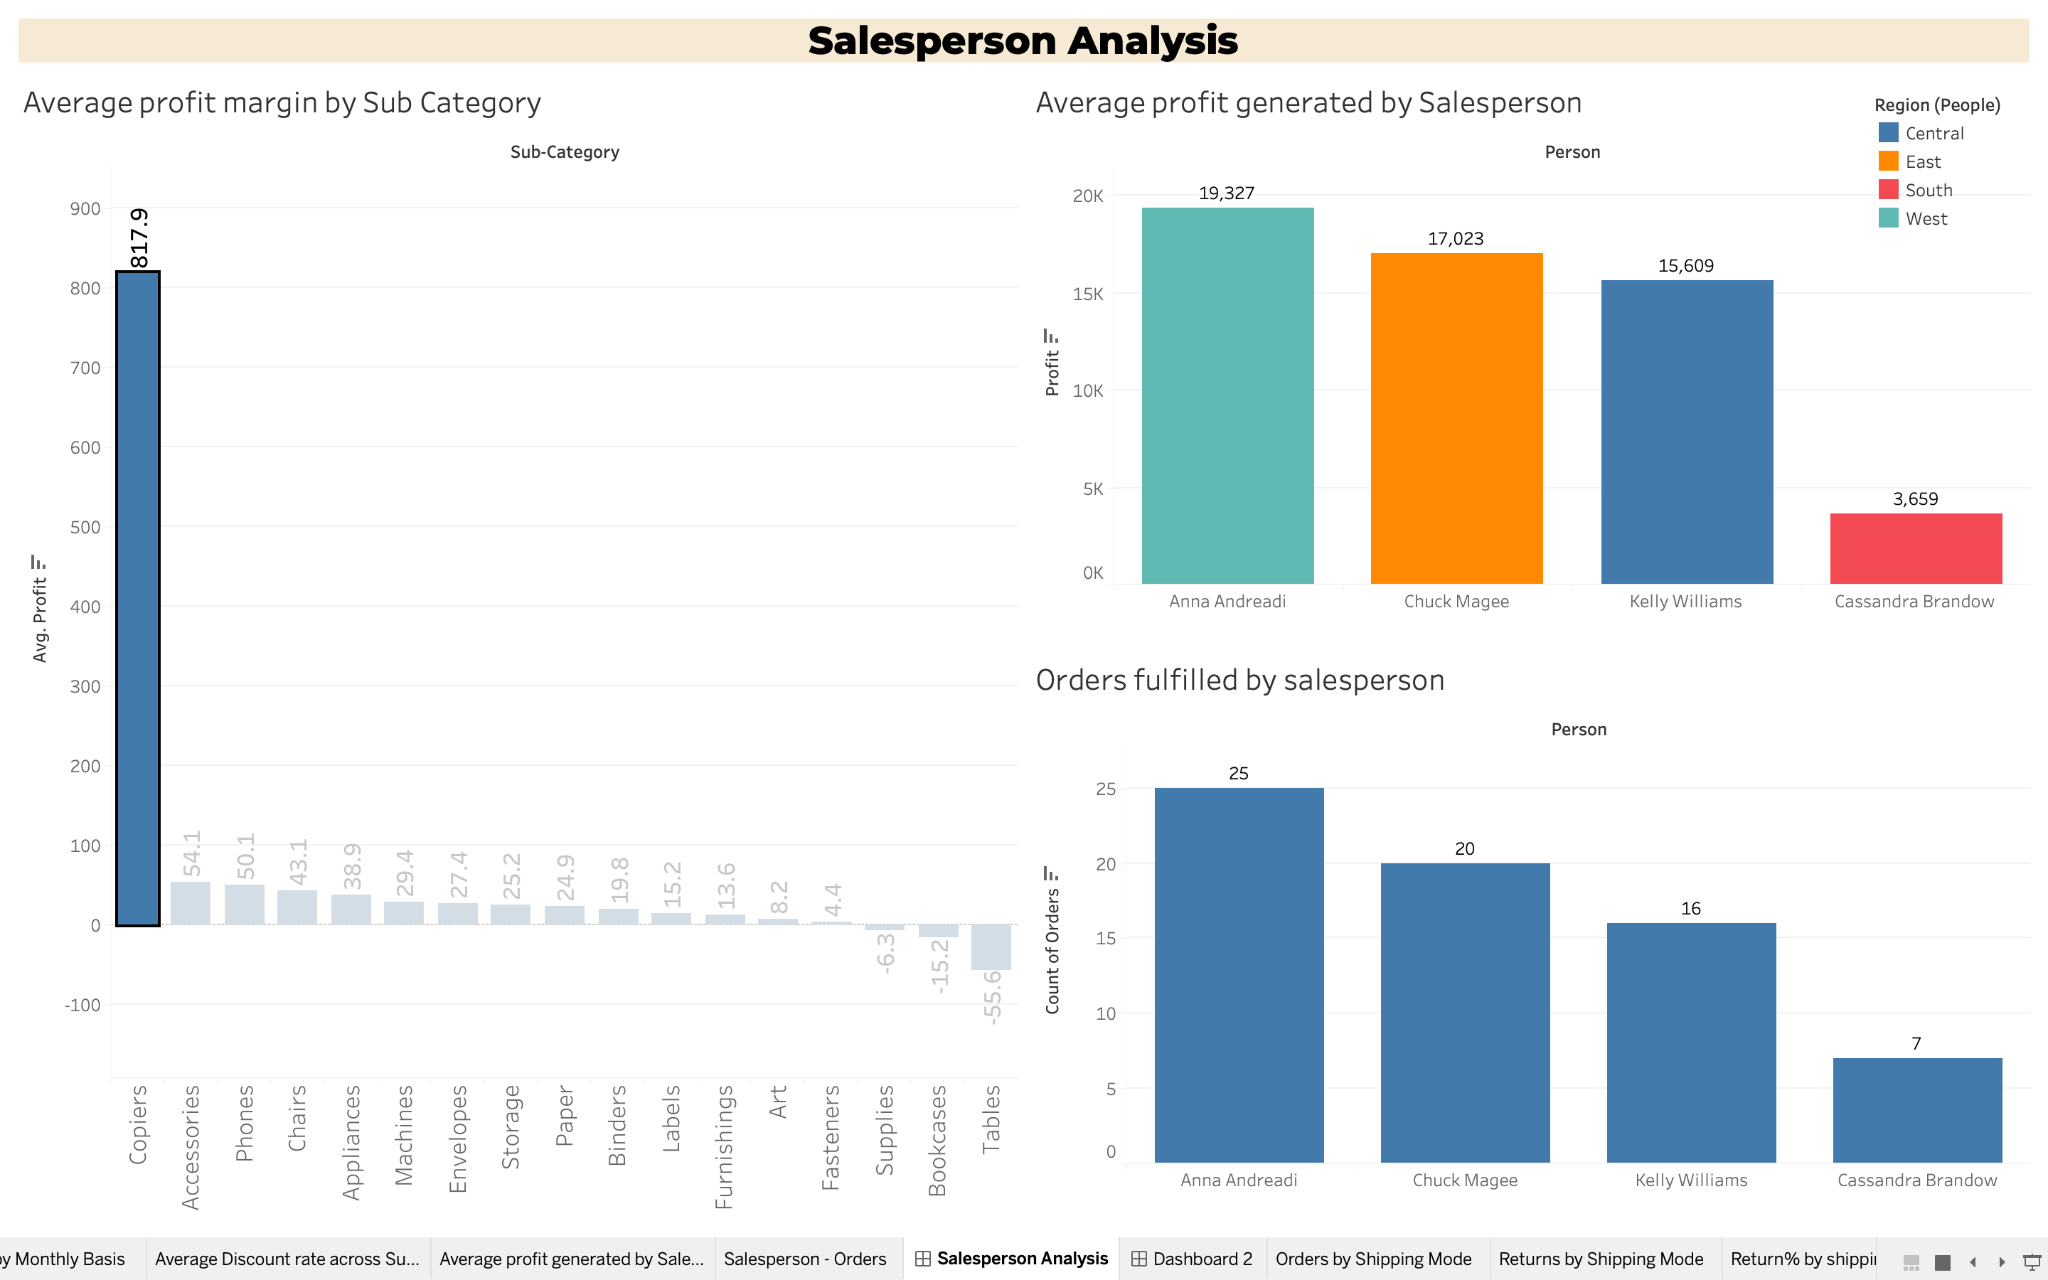 Salesperson Analysis
Average profit margin by Sub Category
Sub-Category
Avg. Profit
900
800
700
600
500
400
300
200
100
0
-100
817.9
54.1
50.1
43.1
38.9
29.4
27.4
25.2
24.9
19.8
15.2
13.6
8.2
4.4
-6.3
-15.2
-55.6
Copiers
Accessories
Phones
Chairs
Appliances
Machines
Envelopes
Storage
Paper
Binders
Labels
Furnishings
Art
Fasteners
Supplies
Bookcases
Tables
Average profit generated by Salesperson
Person
Region (People)
Central
East
South
West
Profit
20K
15K
10K
5K
0K
19,327
17,023
15,609
3,659
Anna Andreadi
Chuck Magee
Kelly Williams
Cassandra Brandow
Orders fulfilled by salesperson
Person
Count of Orders
25
20
15
10
5
0
25
20
16
7
Anna Andreadi
Chuck Magee
Kelly Williams
Cassandra Brandow
by Monthly Basis
Average Discount rate across Su...
Average profit generated by Sale...
Salesperson - Orders
Salesperson Analysis
Dashboard 2
Orders by Shipping Mode
Returns by Shipping Mode
Return% by shippi